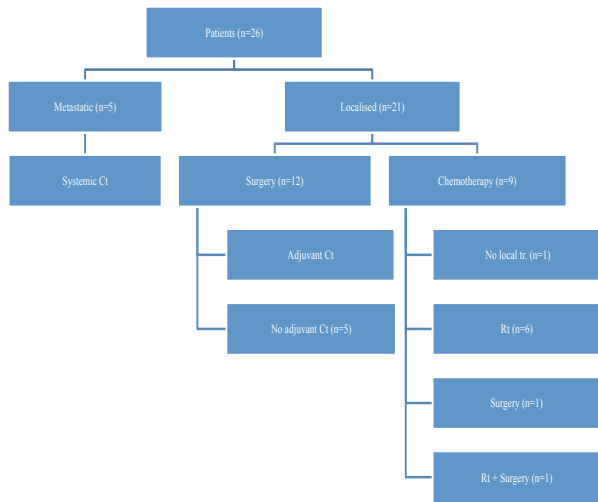 Patients (n=26)
Metastatic (n=5)
Localised (n=21)
Systemic Ct
Surgery (n=12)
Chemotherapy (n=9)
Adjuvant Ct
No local tr. (n=1)
No adjuvant Ct (n=5)
Rt (n=6)
Surgery (n=1)
Rt + Surgery (n=1)